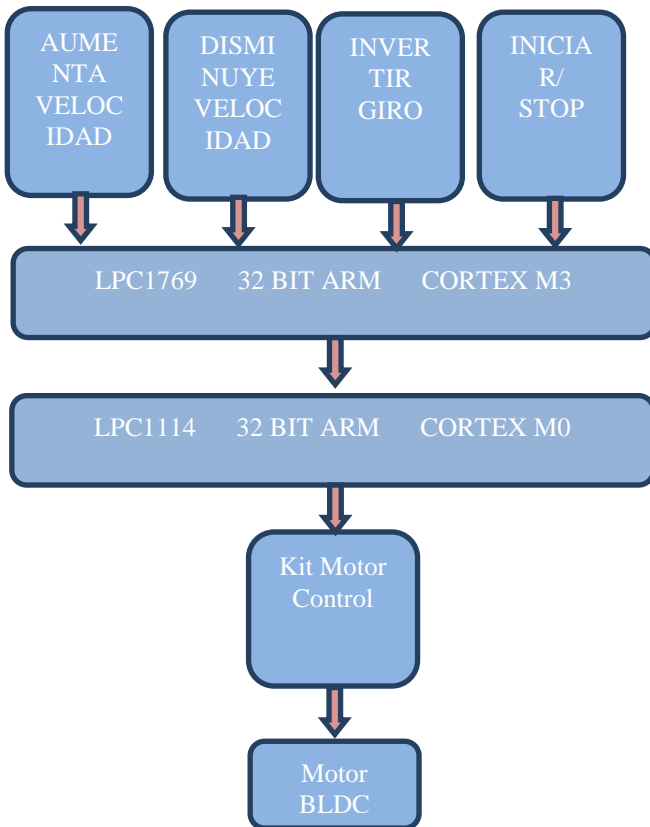 AUME
NTA
VELOC
IDAD
DISMI
NUYE
VELOC
IDAD
INVER
TIR
GIRO
INICIA
R/
STOP
LPC1769 32 BIT ARM CORTEX M3
LPC1114 32 BIT ARM CORTEX M0
Kit Motor
Control
Motor
BLDC